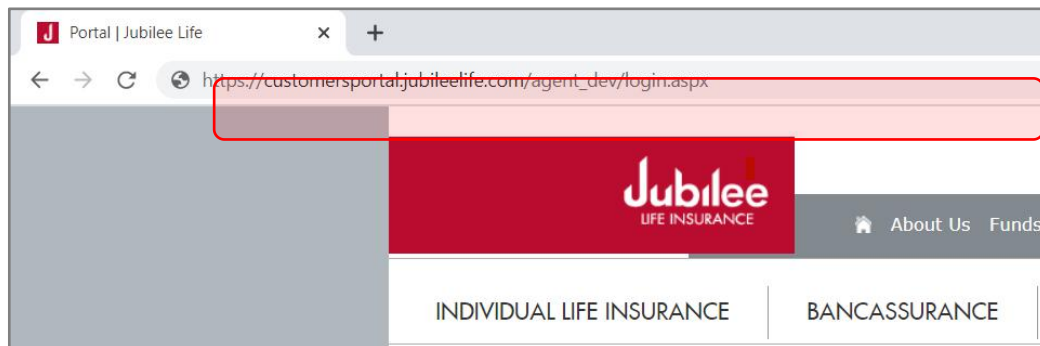 Portal | Jubilee Life
https://customersportal.jubileelife.com/agent_dev/login.aspx
Jubilee
LIFE INSURANCE
About Us Funds
INDIVIDUAL LIFE INSURANCE BANCASSURANCE